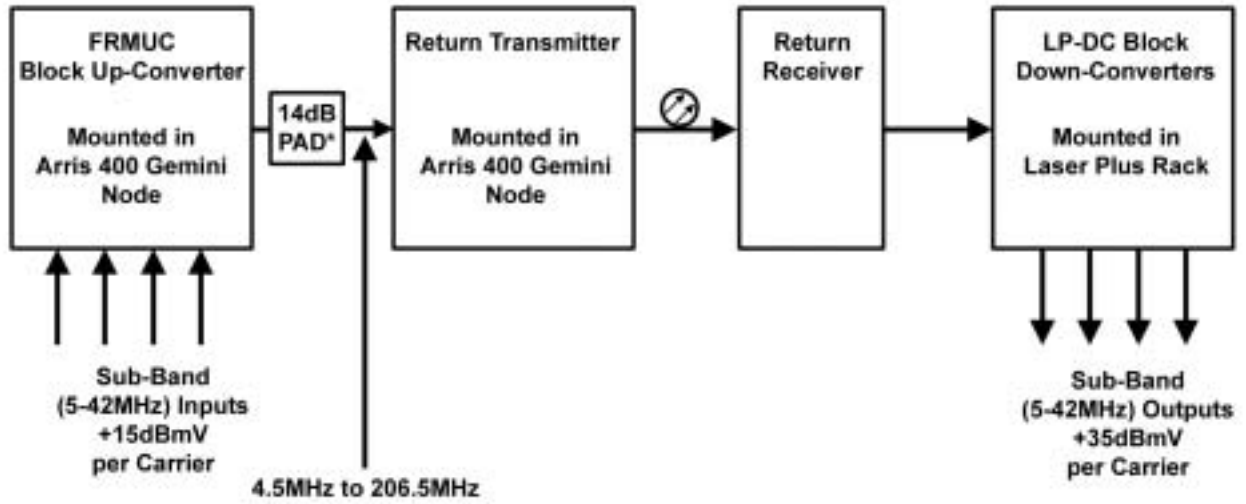 FRMUC
Block Up-Converter
Mounted in
Arris 400 Gemini
Node
14dB
PAD*
Return Transmitter
Mounted in
Arris 400 Gemini
Node
Return
Receiver
LP-DC Block
Down-Converters
Mounted in
Laser Plus Rack
Sub-Band
(5-42MHz) Inputs
+15dBmV
per Carrier
4.5MHz to 206.5MHz
Sub-Band
(5-42MHz) Outputs
+35dBmV
per Carrier